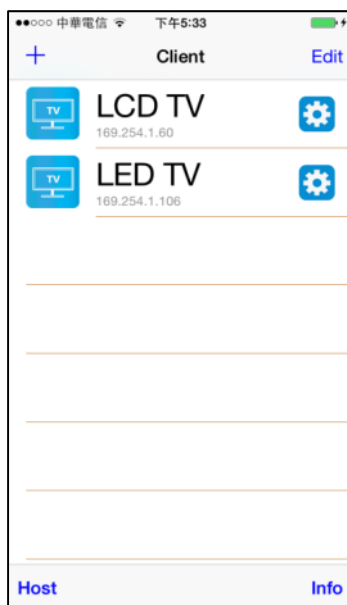 中華電信 下午5:33
+ Client Edit
TV LCD TV
169.254.1.60
TV LED TV
169.254.1.106
Host Info